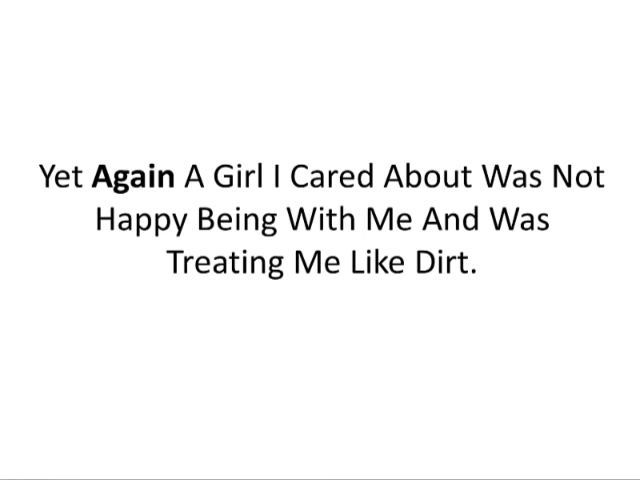 Yet Again A Girl I Cared About Was Not
Happy Being With Me And Was
Treating Me Like Dirt.